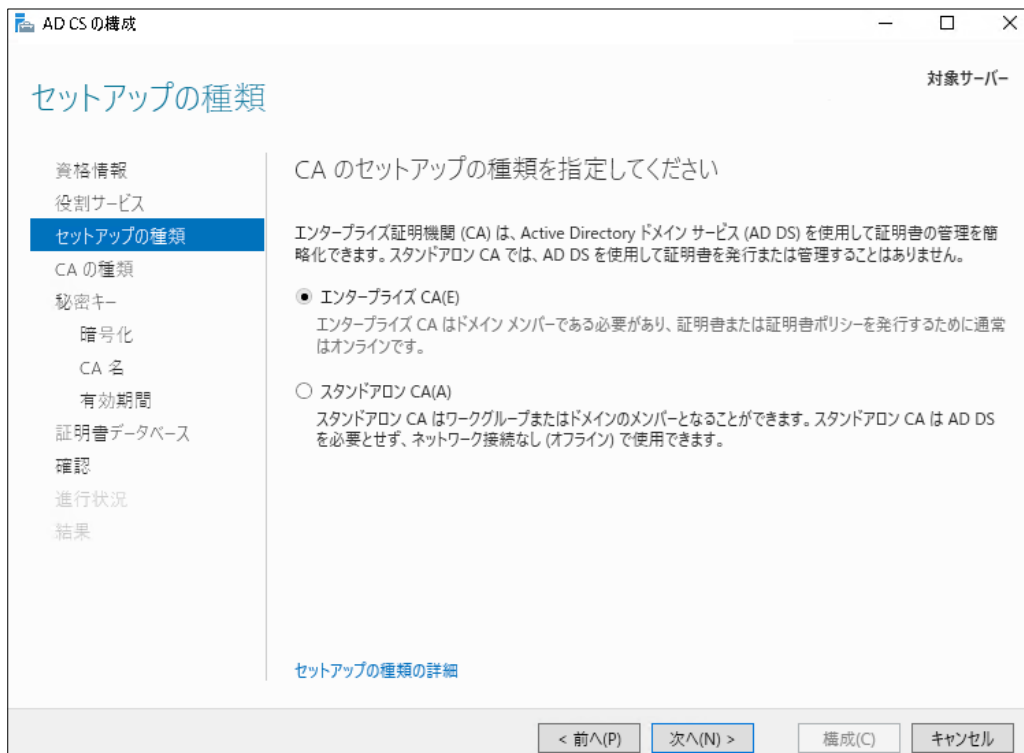 AD CS の構成
対象サーバー
セットアップの種類
資格情報
役割サービス
セットアップの種類
CA の種類
秘密キー
暗号化
CA 名
有効期間
証明書データベース
確認
進行状況
結果
CA のセットアップの種類を指定してください
エンタープライズ証明機関 (CA) は、Active Directory ドメイン サービス (AD DS) を使用して証明書の管理を簡
略化できます。スタンドアロン CA では、AD DS を使用して証明書を発行または管理することはありません。
エンタープライズ CA(E)
エンタープライズ CA はドメイン メンバーである必要があり、証明書または証明書ポリシーを発行するために通常
はオンラインです。
スタンドアロン CA(A)
スタンドアロン CA はワークグループまたはドメインのメンバーとなることができます。スタンドアロン CA は AD DS
を必要とせず、ネットワーク接続なし (オフライン) で使用できます。
セットアップの種類の詳細
< 前へ(P)
次へ(N) >
構成(C)
キャンセル